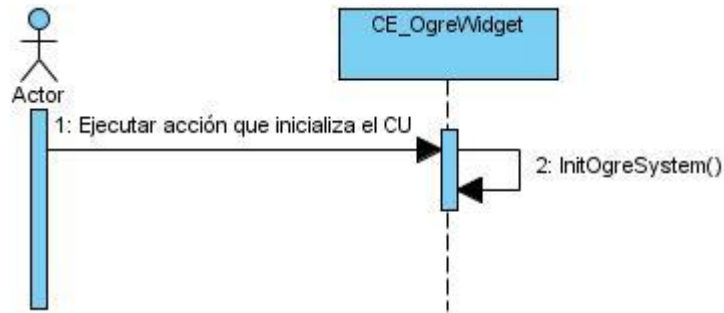 CE_OgreWidget
Actor
1: Ejecutar acción que inicializa el CU
2: InitOgreSystem()